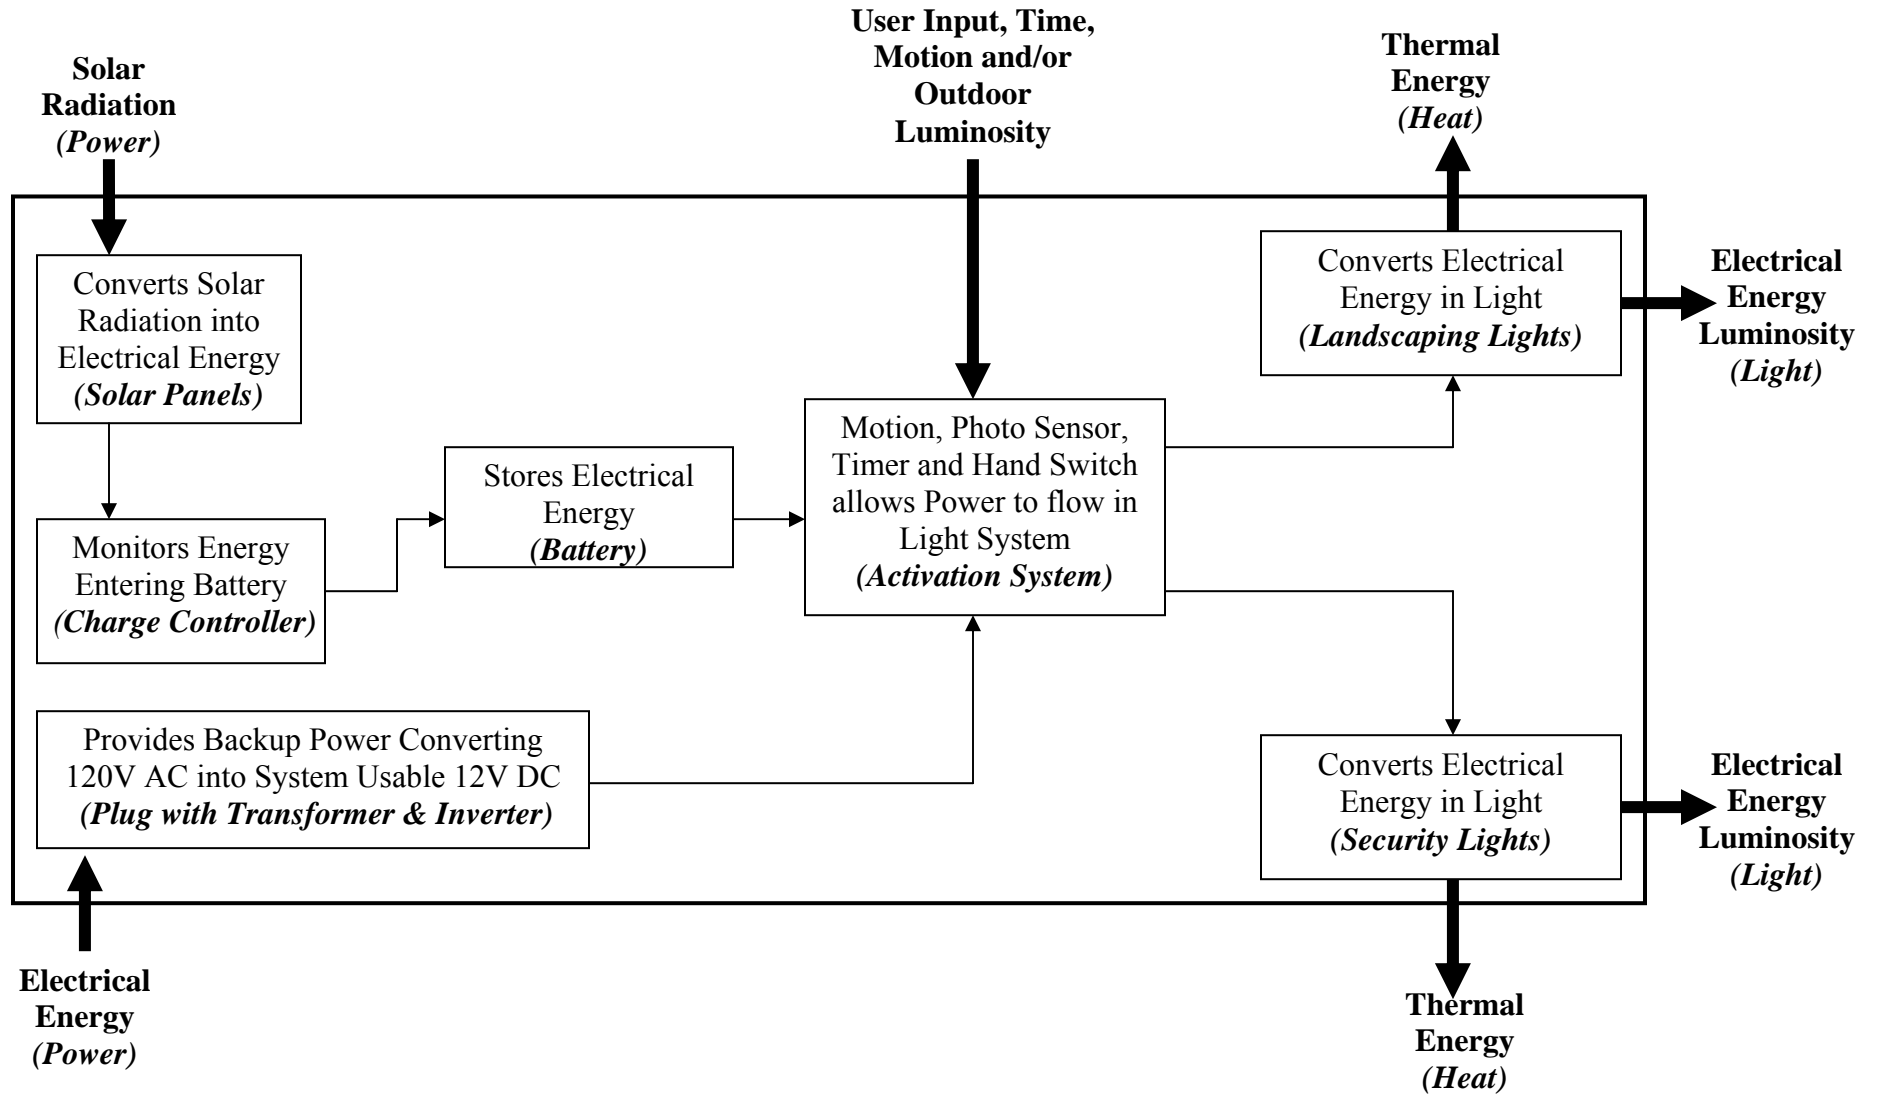 Solar
Radiation
(Power)
User Input, Time,
Motion and/or
Outdoor
Luminosity
Thermal
Energy
(Heat)
Converts Solar
Radiation into
Electrical Energy
(Solar Panels)
Monitors Energy
Entering Battery
(Charge Controller)
Stores Electrical
Energy
(Battery)
Motion, Photo Sensor,
Timer and Hand Switch
allows Power to flow in
Light System
(Activation System)
Converts Electrical
Energy in Light
(Landscaping Lights)
Electrical
Energy
Luminosity
(Light)
Provides Backup Power Converting
120V AC into System Usable 12V DC
(Plug with Transformer & Inverter)
Converts Electrical
Energy in Light
(Security Lights)
Electrical
Energy
Luminosity
(Light)
Electrical
Energy
(Power)
Thermal
Energy
(Heat)